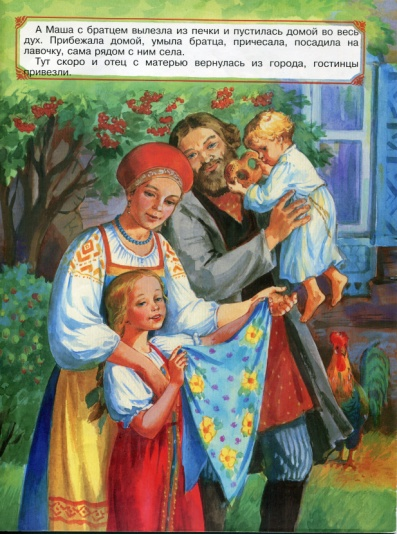 А Маша с братцем вылезла из печки и пустилась домой во весь
дух. Прибежала домой, умыла братца, причесала, посадила на
лавочку, сама рядом с ним села.
Тут скоро и отец с матерью вернулась из города, гостинцы
привезли.